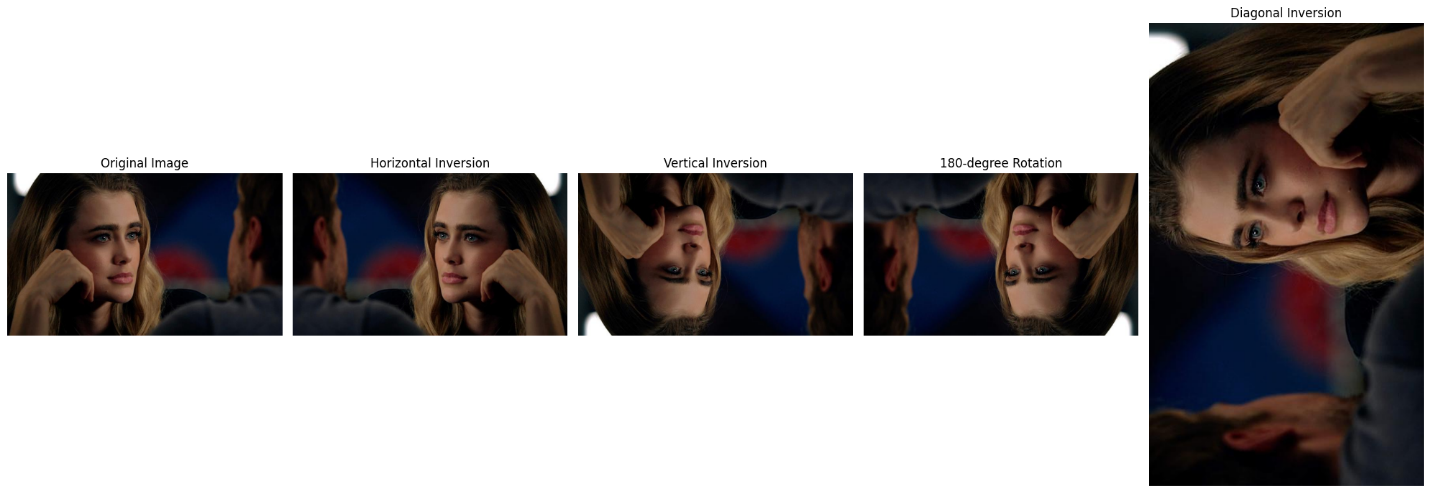 Original Image
Horizontal Inversion
Vertical Inversion
180-degree Rotation
Diagonal Inversion